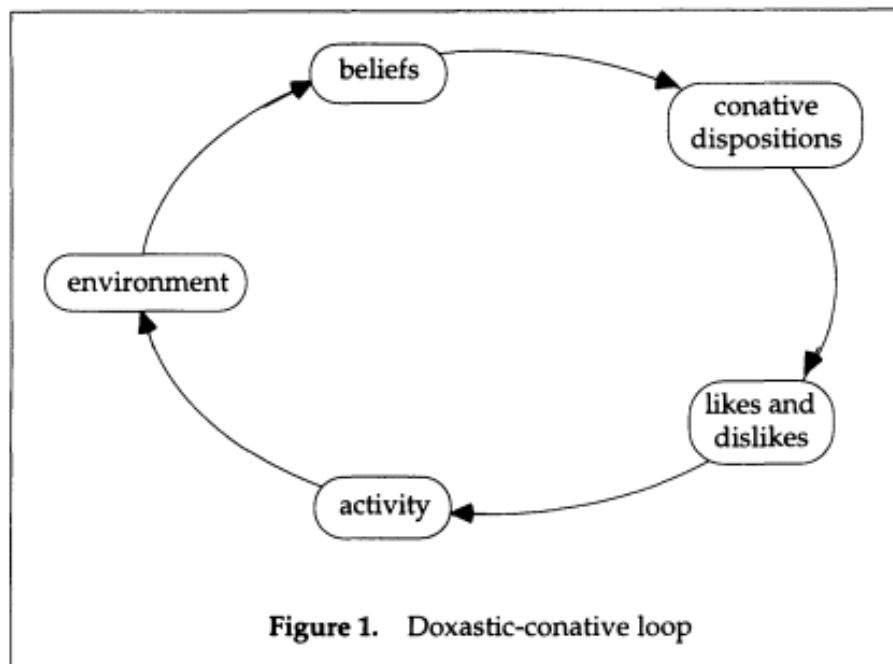 beliefs
conative
dispositions
environment
likes and
dislikes
activity
Figure 1. Doxastic-conative loop